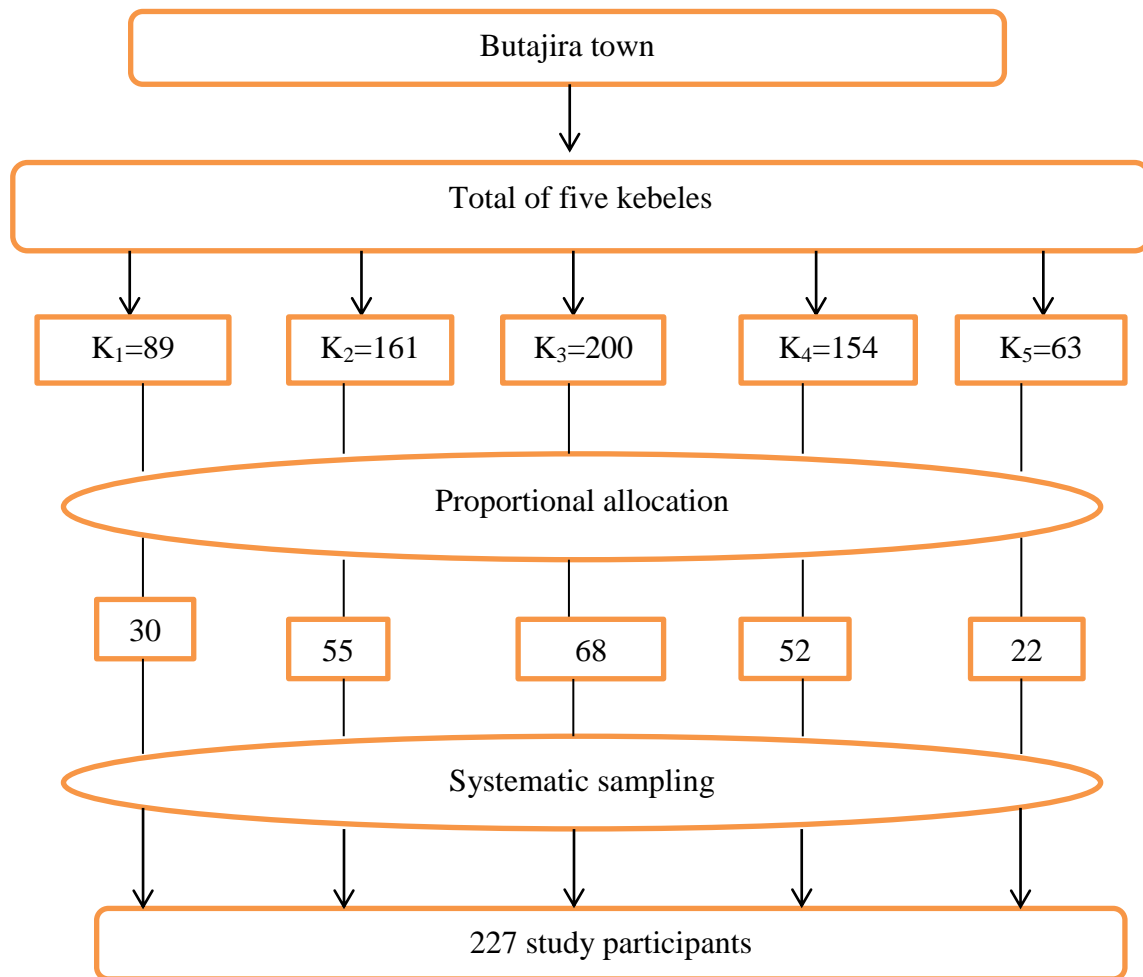 Butajira town
Total of five kebeles
K₁=89
K₂=161
K₃=200
K₄=154
K₅=63
Proportional allocation
30
55
68
52
22
Systematic sampling
227 study participants